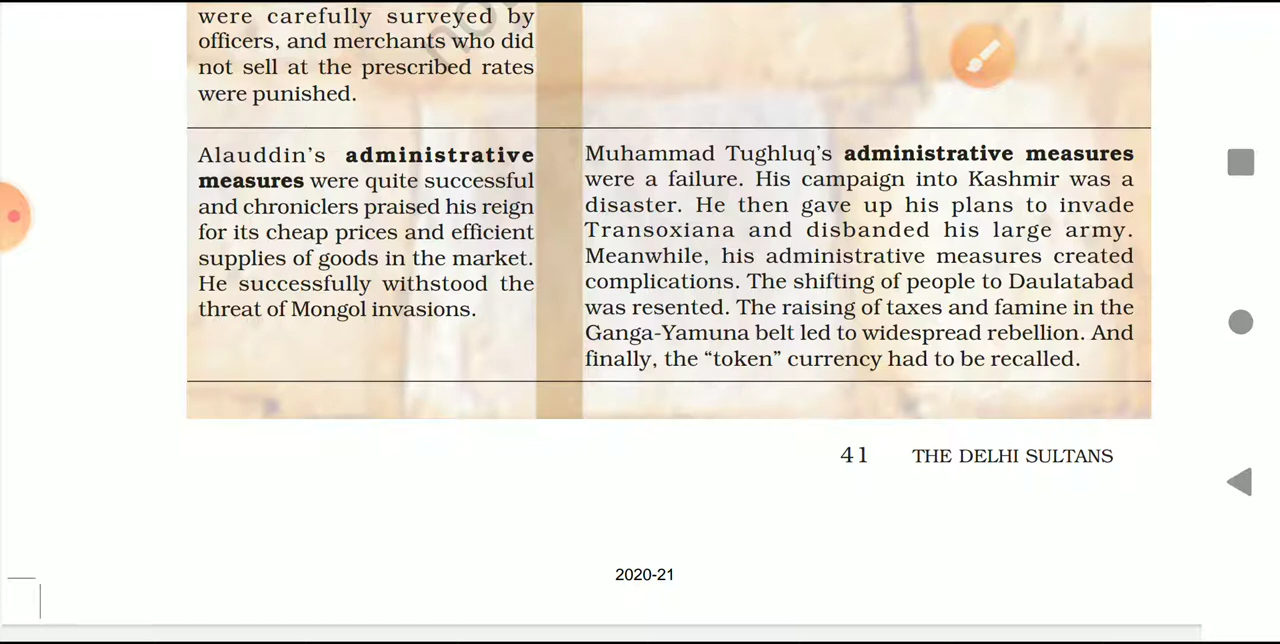 were carefully surveyed by
officers, and merchants who did
not sell at the prescribed rates
were punished.
Alauddin's administrative
measures were quite successful
and chroniclers praised his reign
for its cheap prices and efficient
supplies of goods in the market.
He successfully withstood the
threat of Mongol invasions.
Muhammad Tughluq's administrative measures
were a failure. His campaign into Kashmir was a
disaster. He then gave up his plans to invade
Transoxiana and disbanded his large army.
Meanwhile, his administrative measures created
complications. The shifting of people to Daulatabad
was resented. The raising of taxes and famine in the
Ganga-Yamuna belt led to widespread rebellion. And
finally, the “token” currency had to be recalled.
41 THE DELHI SULTANS
2020-21